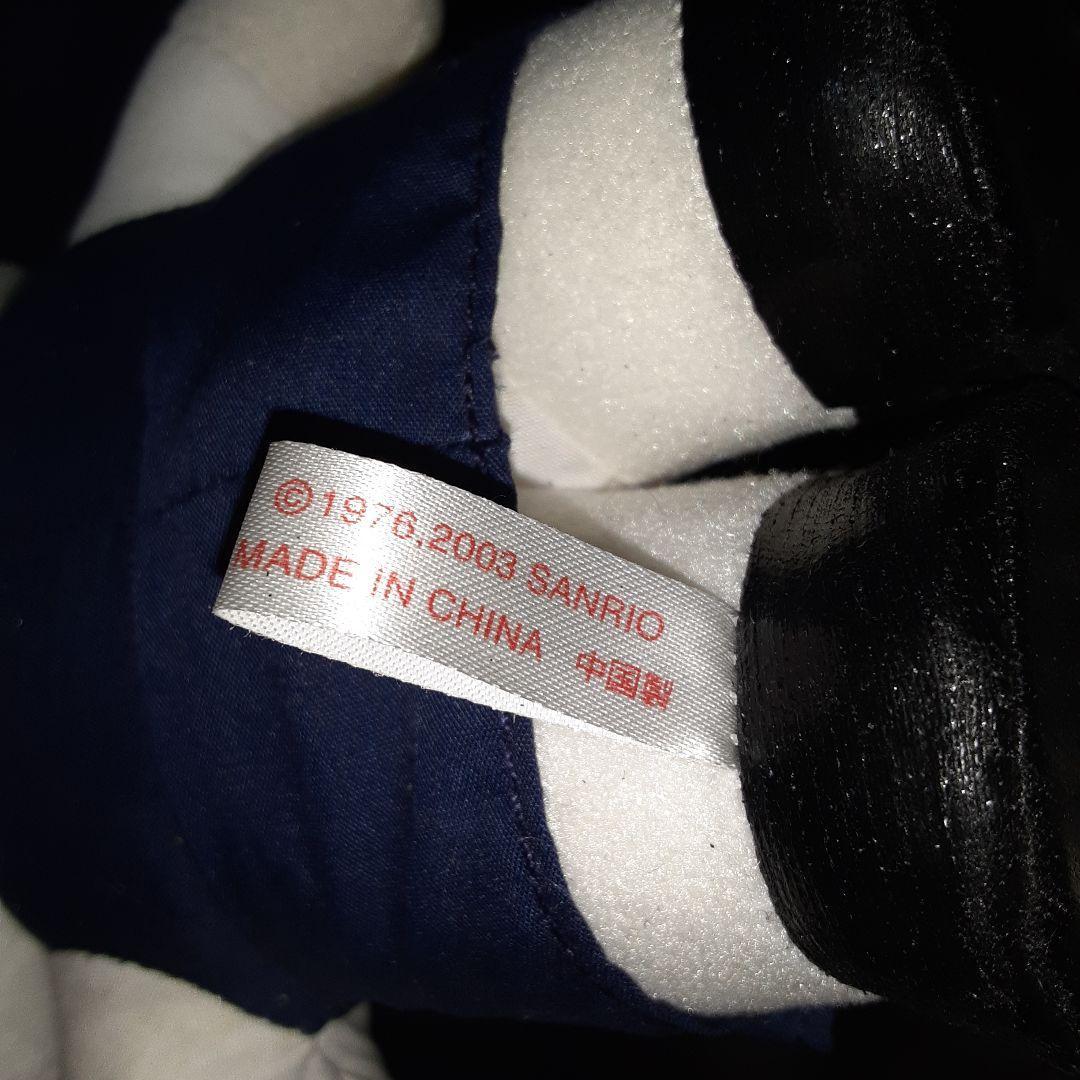 ©1976,2003 SANRIO
MADE IN CHINA 中国製